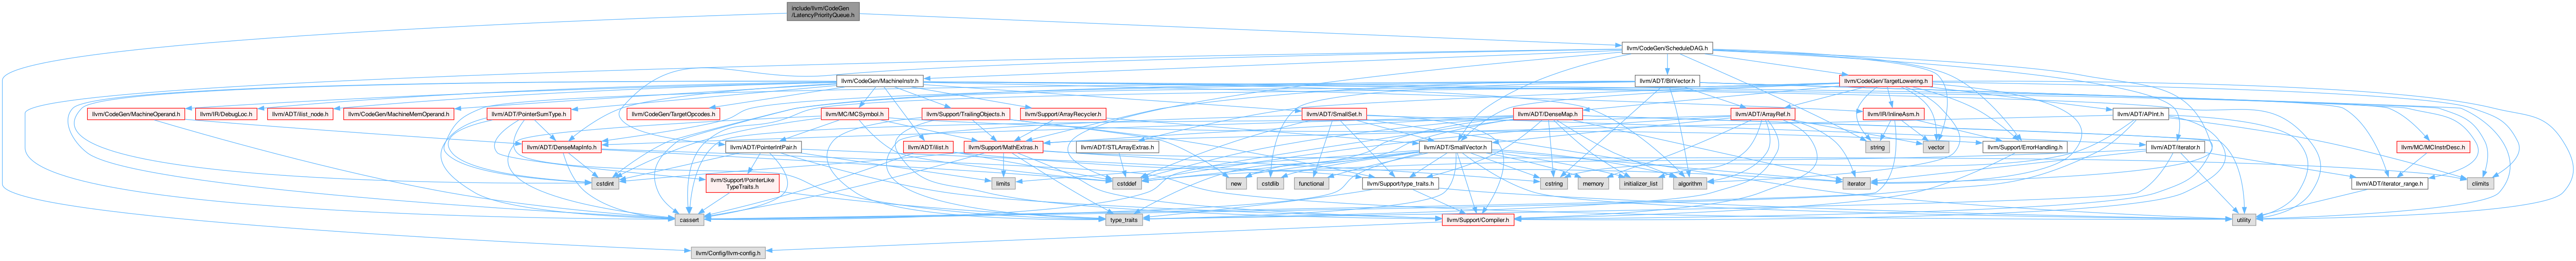 include/llvm/CodeGen
/LatencyPriorityQueue.h
llvm/CodeGen/ScheduleDAG.h
llvm/CodeGen/MachineInstr.h
llvm/ADT/BitVector.h
llvm/CodeGen/TargetLowering.h
llvm/CodeGen/MachineOperand.h
llvm/IR/DebugLoc.h
llvm/ADT/ilist_node.h
llvm/CodeGen/MachineMemOperand.h
llvm/ADT/PointerSumType.h
llvm/CodeGen/TargetOpcodes.h
llvm/MC/MCSymbol.h
llvm/Support/TrailingObjects.h
llvm/Support/ArrayRecycler.h
llvm/ADT/SmallSet.h
llvm/ADT/DenseMap.h
llvm/ADT/ArrayRef.h
llvm/IR/InlineAsm.h
llvm/ADT/APInt.h
llvm/ADT/DenseMapInfo.h
llvm/ADT/PointerIntPair.h
llvm/ADT/ilist.h
llvm/Support/MathExtras.h
llvm/ADT/STLArrayExtras.h
llvm/ADT/SmallVector.h
string
vector
llvm/Support/ErrorHandling.h
llvm/ADT/iterator.h
llvm/MC/MCInstrDesc.h
cstdint
llvm/Support/PointerLike
TypeTraits.h
limits
cstddef
new
cstdlib
functional
llvm/Support/type_traits.h
cstring
memory
initializer_list
algorithm
iterator
llvm/ADT/iterator_range.h
climits
cassert
type_traits
llvm/Support/Compiler.h
utility
llvm/Config/llvm-config.h